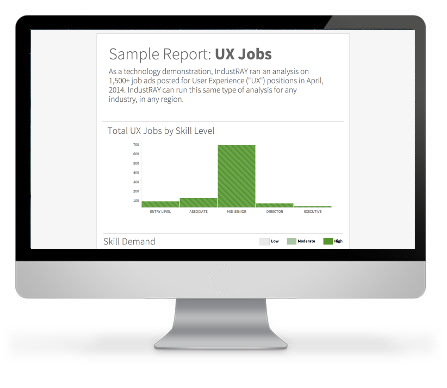 Sample Report: UX Jobs
As a technology demonstration, IndustRAY ran an analysis on
1,500+ job ads posted for User Experience ("UX") positions in April,
2014. IndustRAY can run this same type of analysis for any
industry, in any region.
Total UX Jobs by Skill Level
700
600
500
400
300
200
100
ENTRY LEVEL ASSOCIATE MID-SENIOR DIRECTOR EXECUTIVE
Skill Demand Low Moderate High